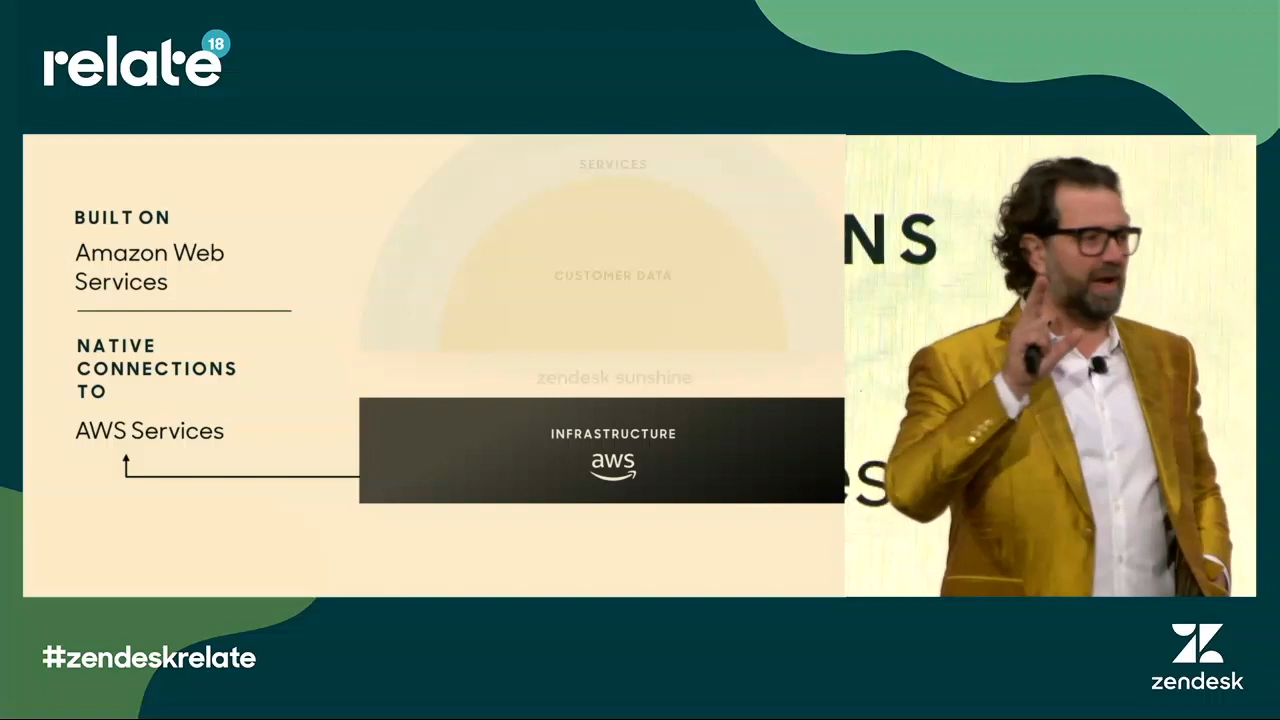 relate
18
BUILT ON
Amazon Web
Services
NATIVE
CONNECTIONS
TO
AWS Services
SERVICES
CUSTOMER DATA
zendesk sunshine
INFRASTRUCTURE
aws
NS
es
#zendeskrelate
zendesk